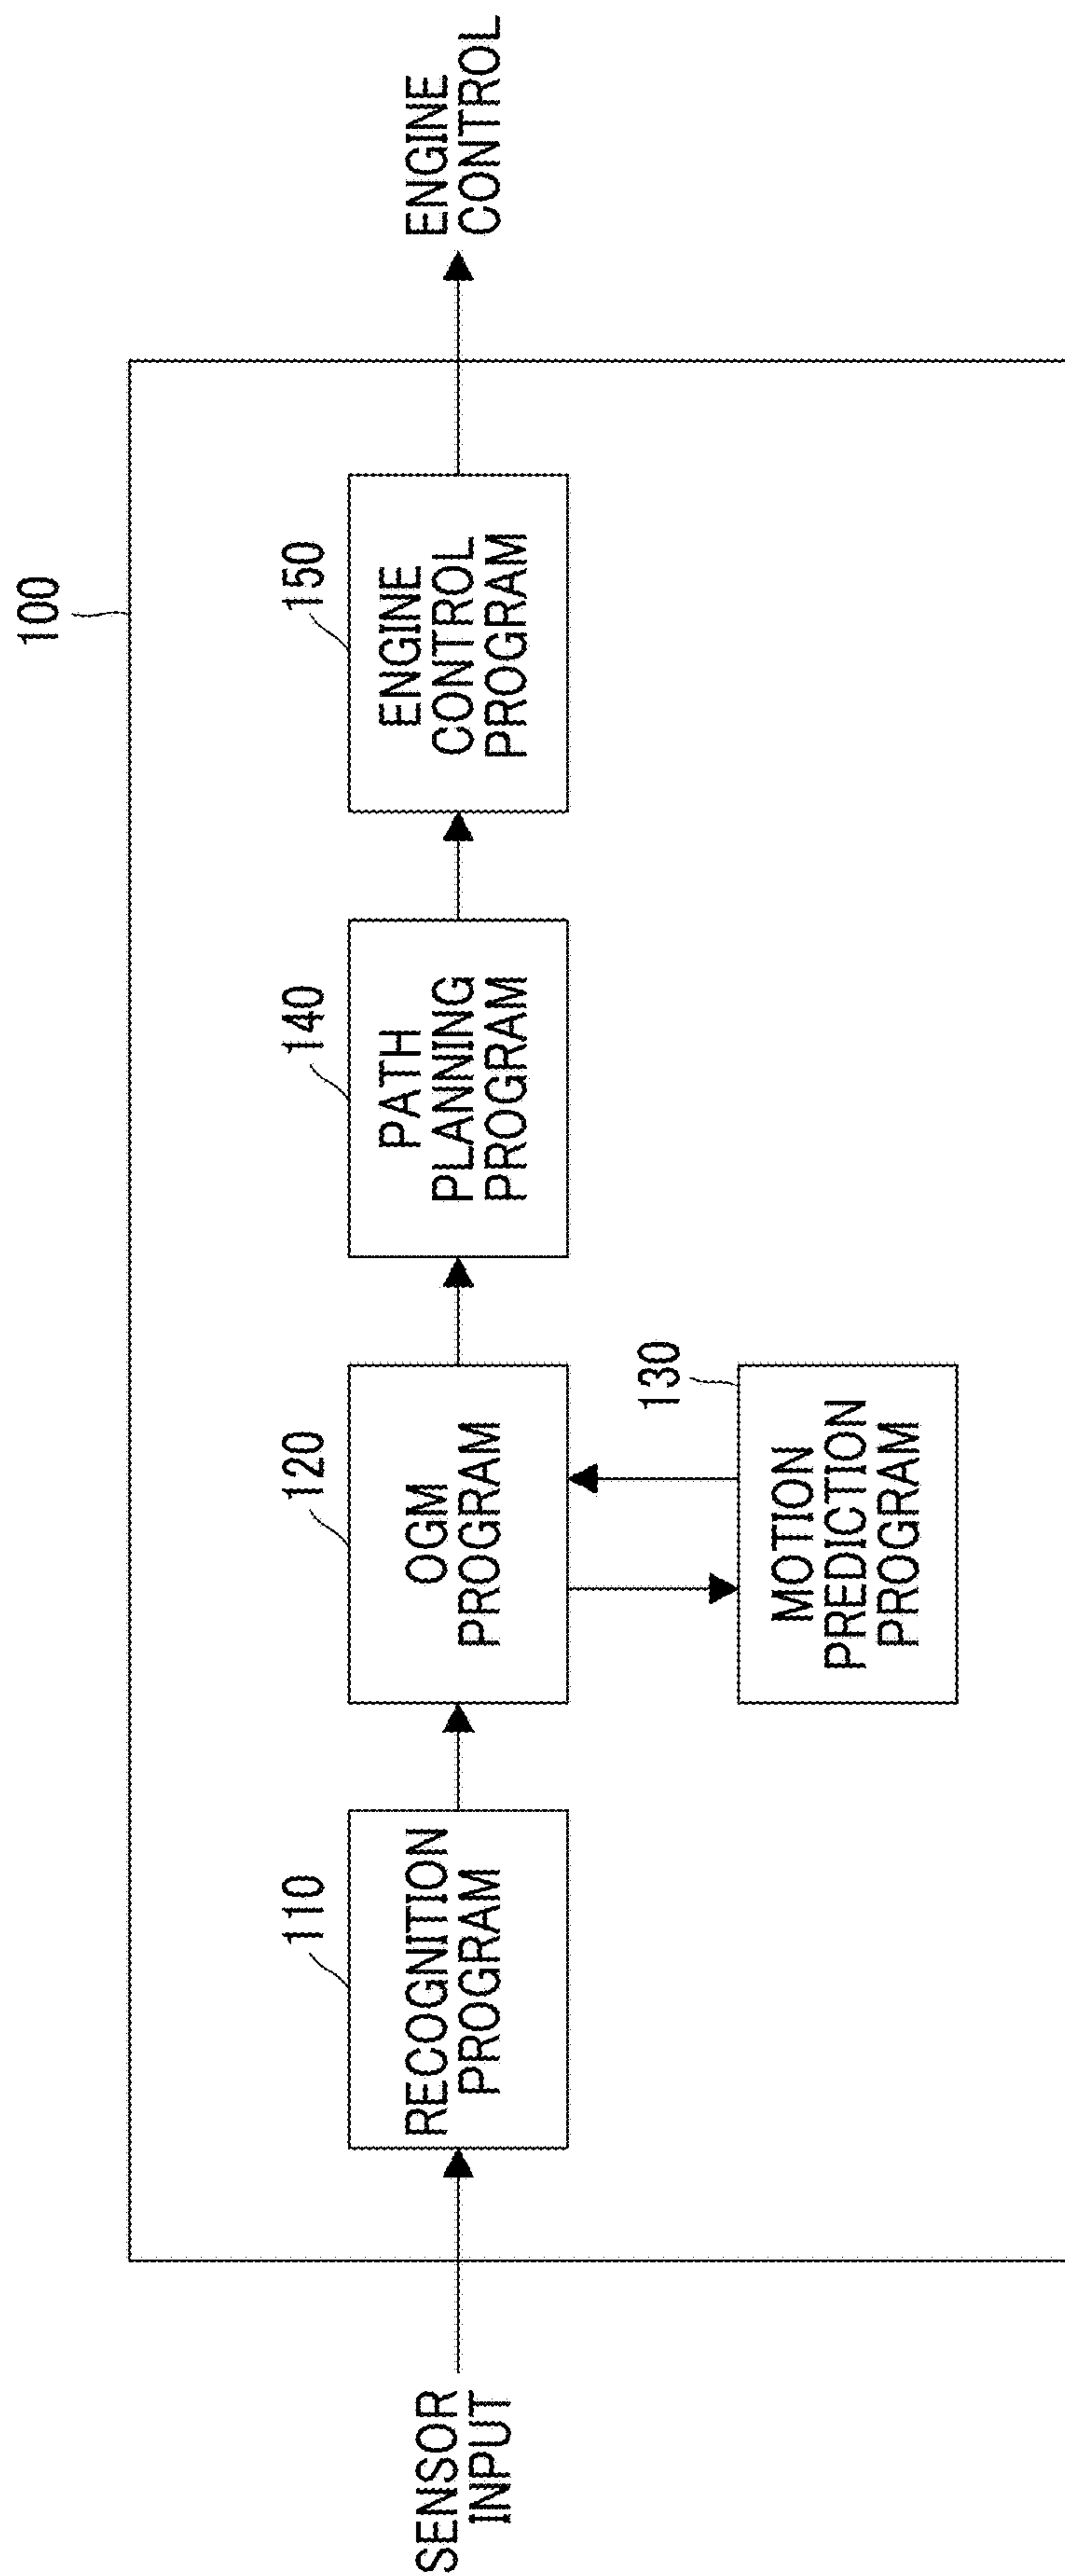 100
SENSOR
INPUT
110
RECOGNITION
PROGRAM
120
OGM
PROGRAM
130
MOTION
PREDICTION
PROGRAM
140
PATH
PLANNING
PROGRAM
150
ENGINE
CONTROL
PROGRAM
ENGINE
CONTROL